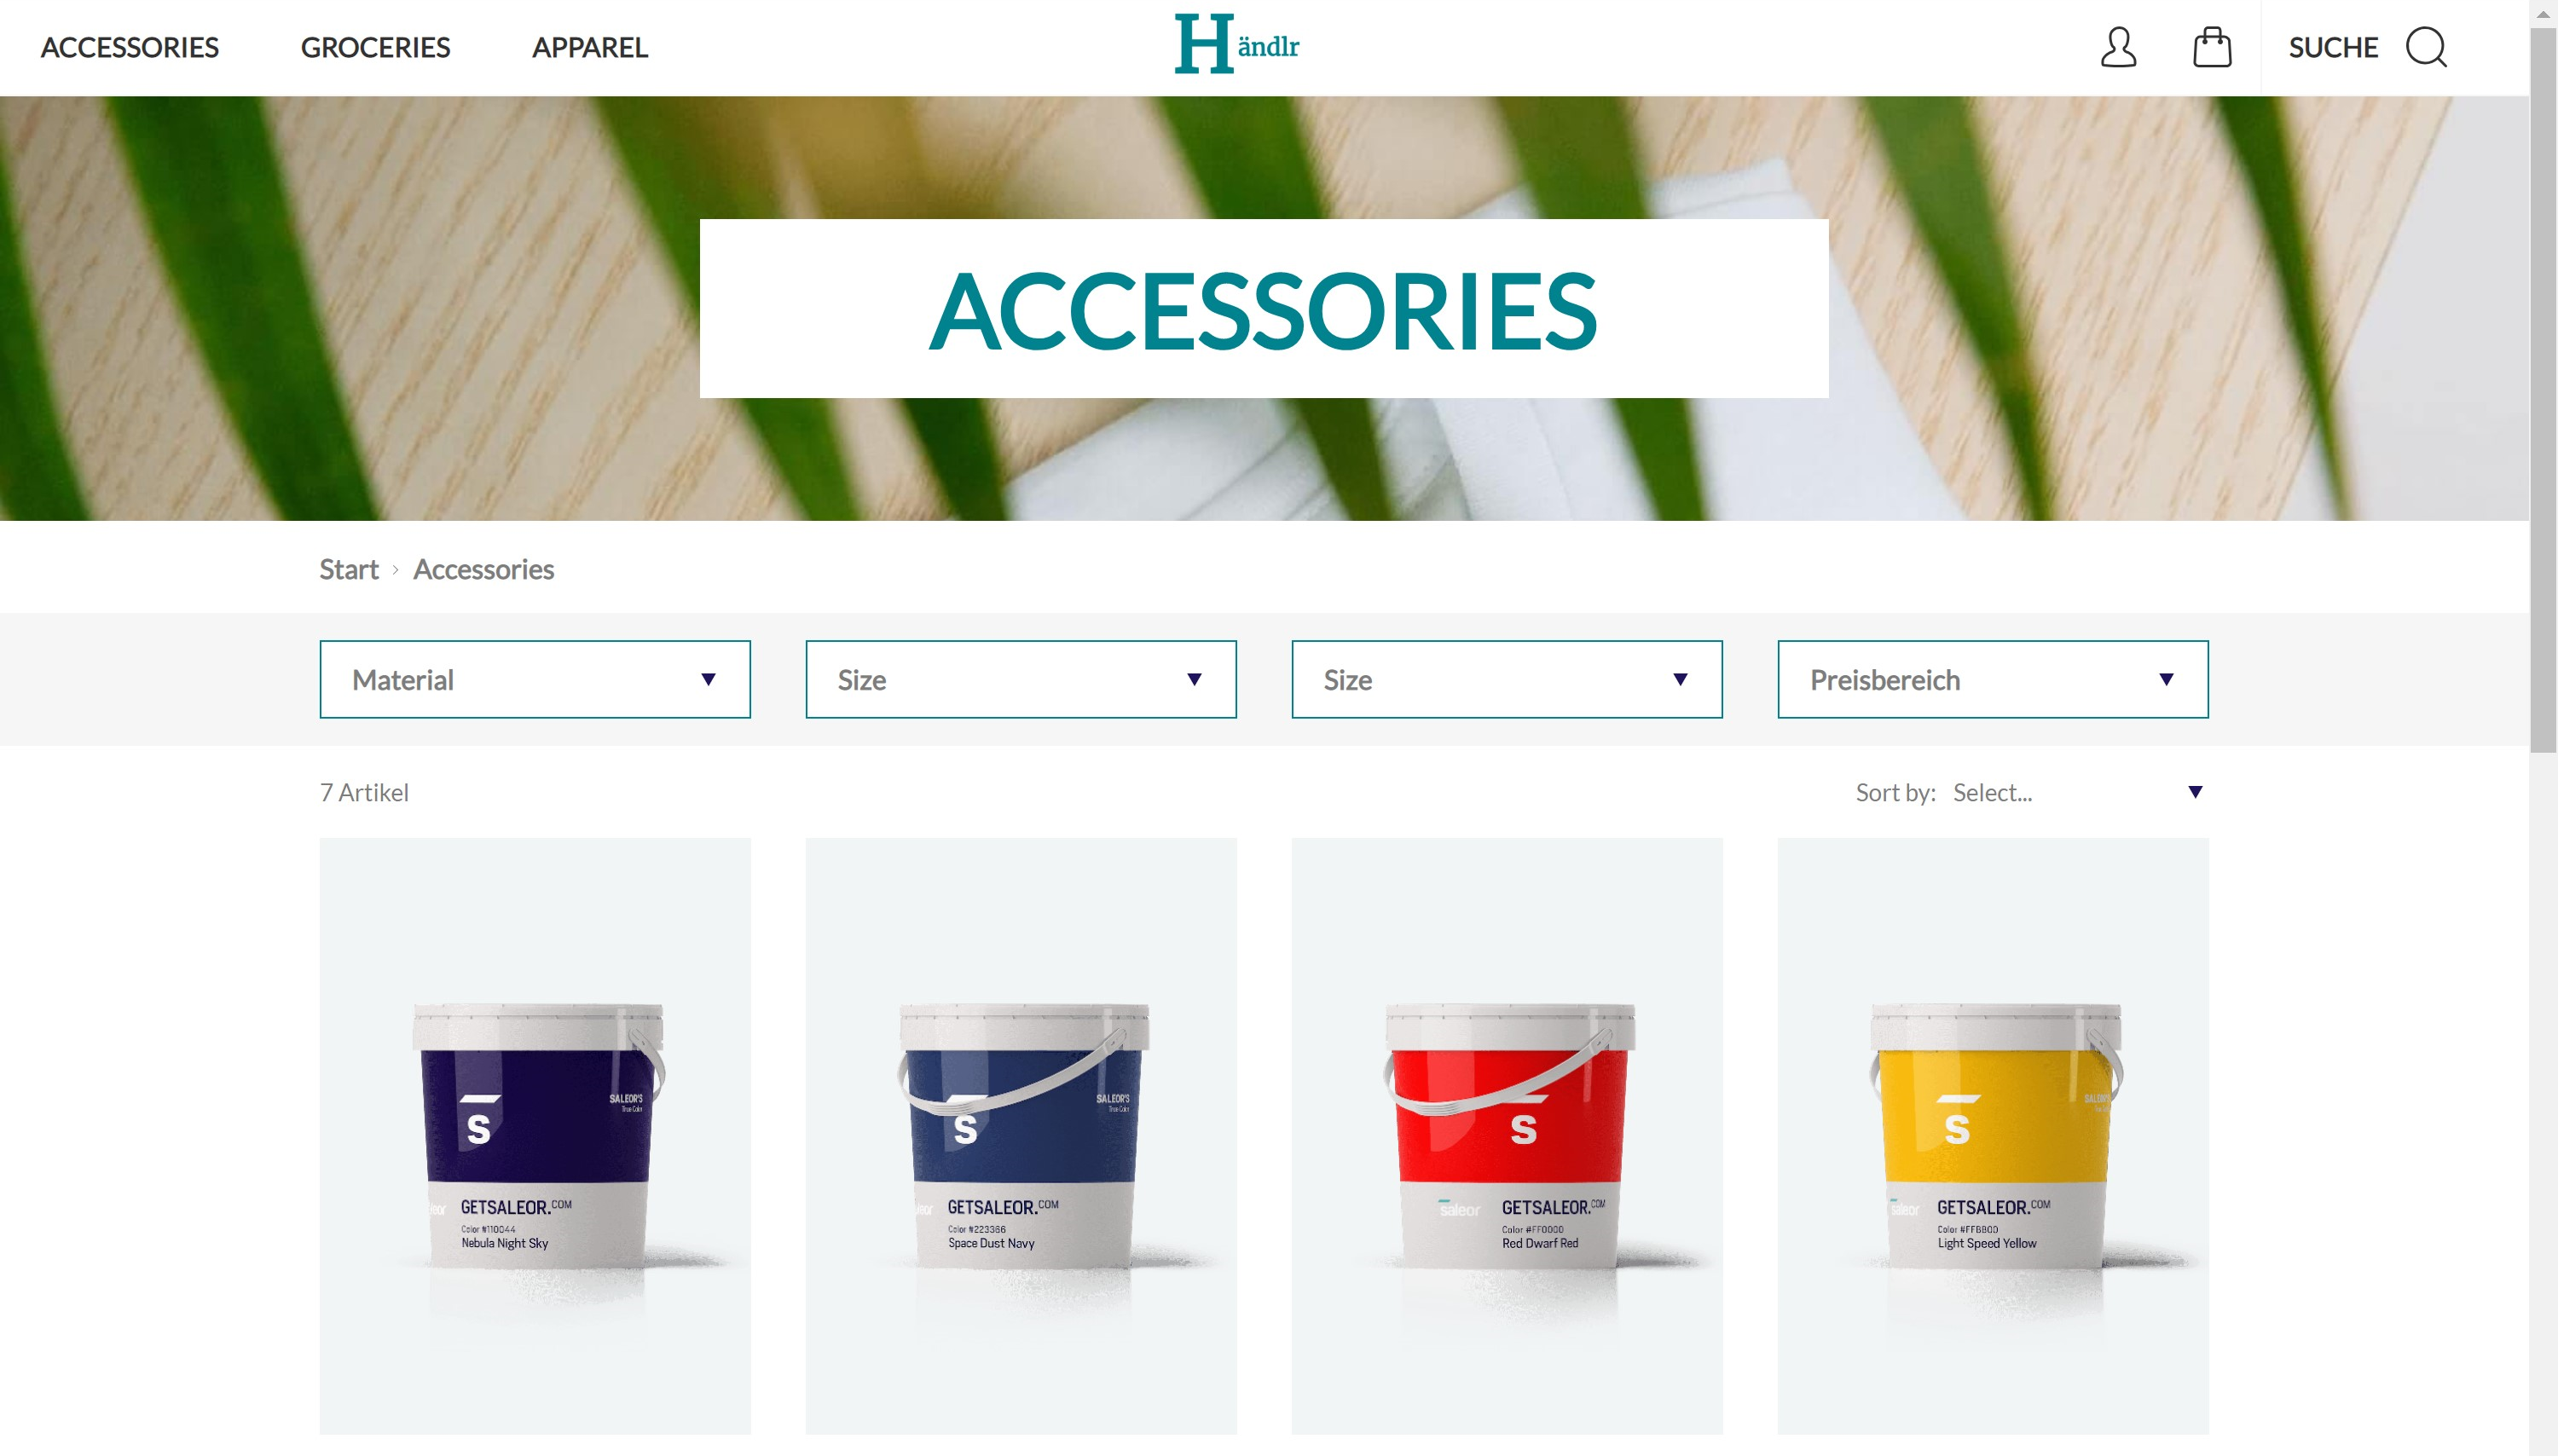 ACCESSORIES GROCERIES APPAREL Händlr SUCHE
ACCESSORIES
Start › Accessories
Material Size Size Preisbereich
7 Artikel Sort by: Select...
S SALEOR'S
True Color
GETSALEOR.COM
Color #110044
Nebula Night Sky
S SALEOR'S
True Color
GETSALEOR.COM
Color #223366
Space Dust Navy
S
saleor GETSALEOR.COM
Color #FF0000
Red Dwarf Red
S
saleor GETSALEOR.COM
Color #FFBB00
Light Speed Yellow